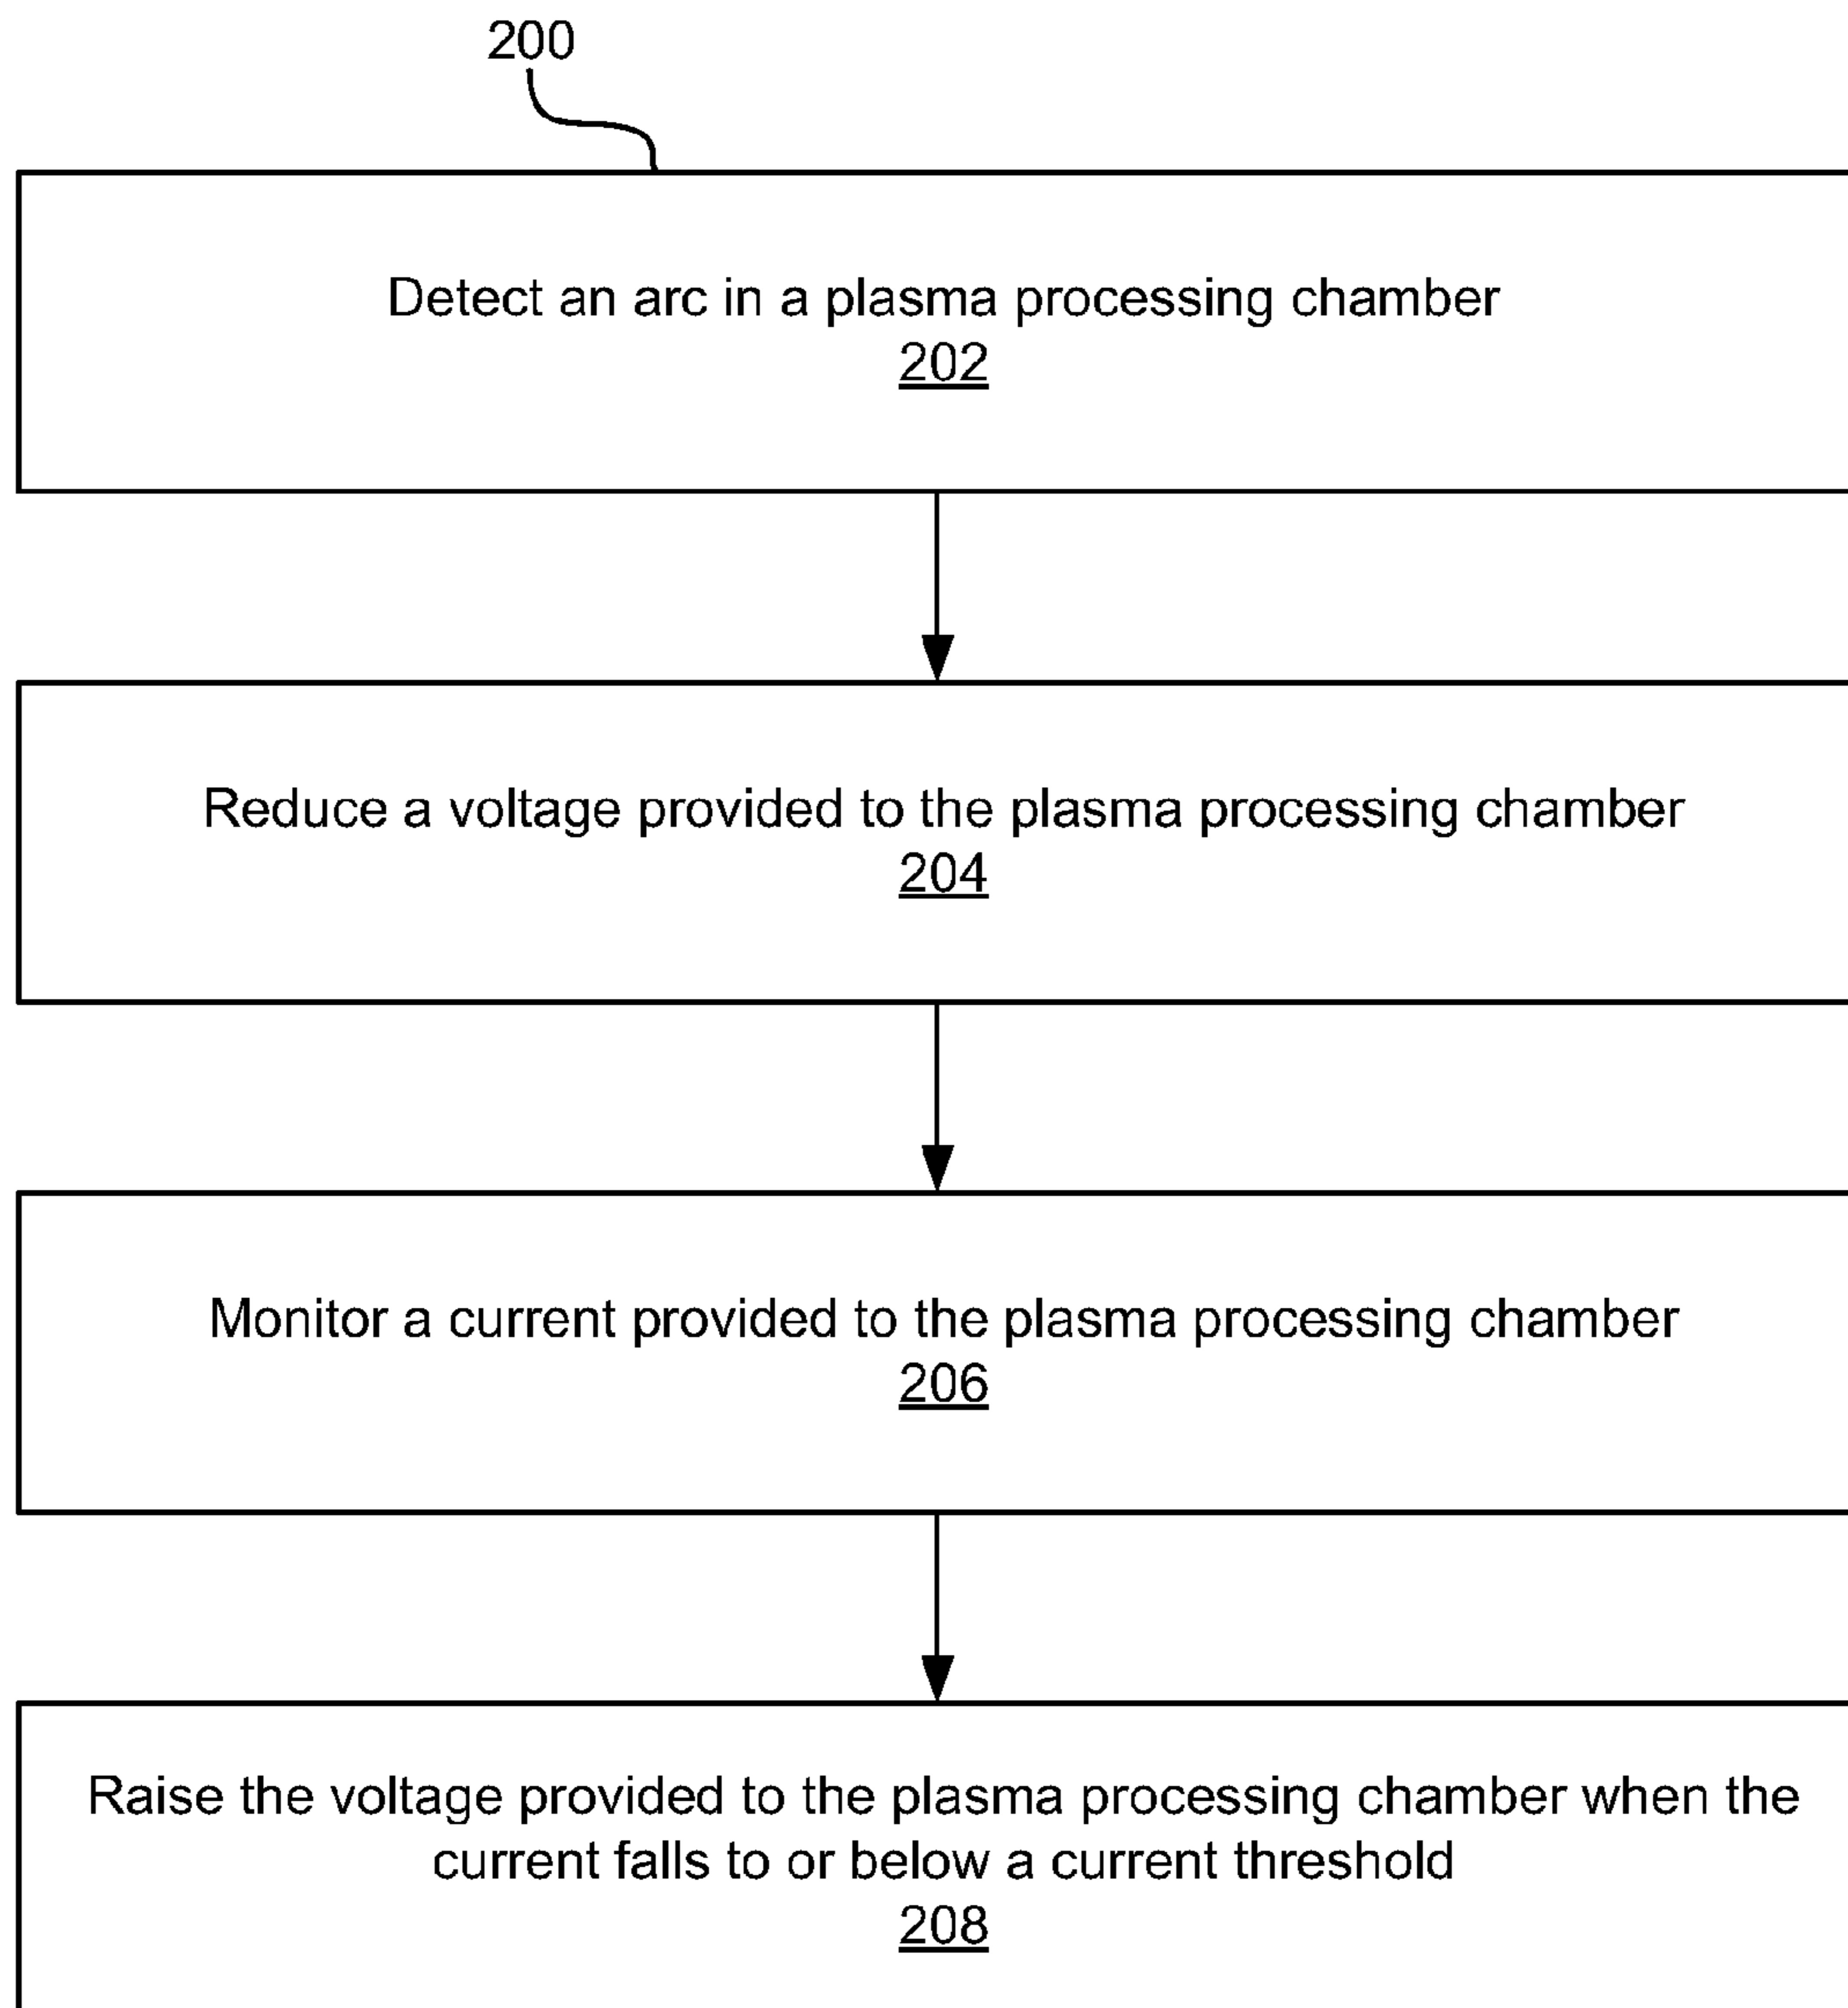 200
Detect an arc in a plasma processing chamber
202
Reduce a voltage provided to the plasma processing chamber
204
Monitor a current provided to the plasma processing chamber
206
Raise the voltage provided to the plasma processing chamber when the
current falls to or below a current threshold
208